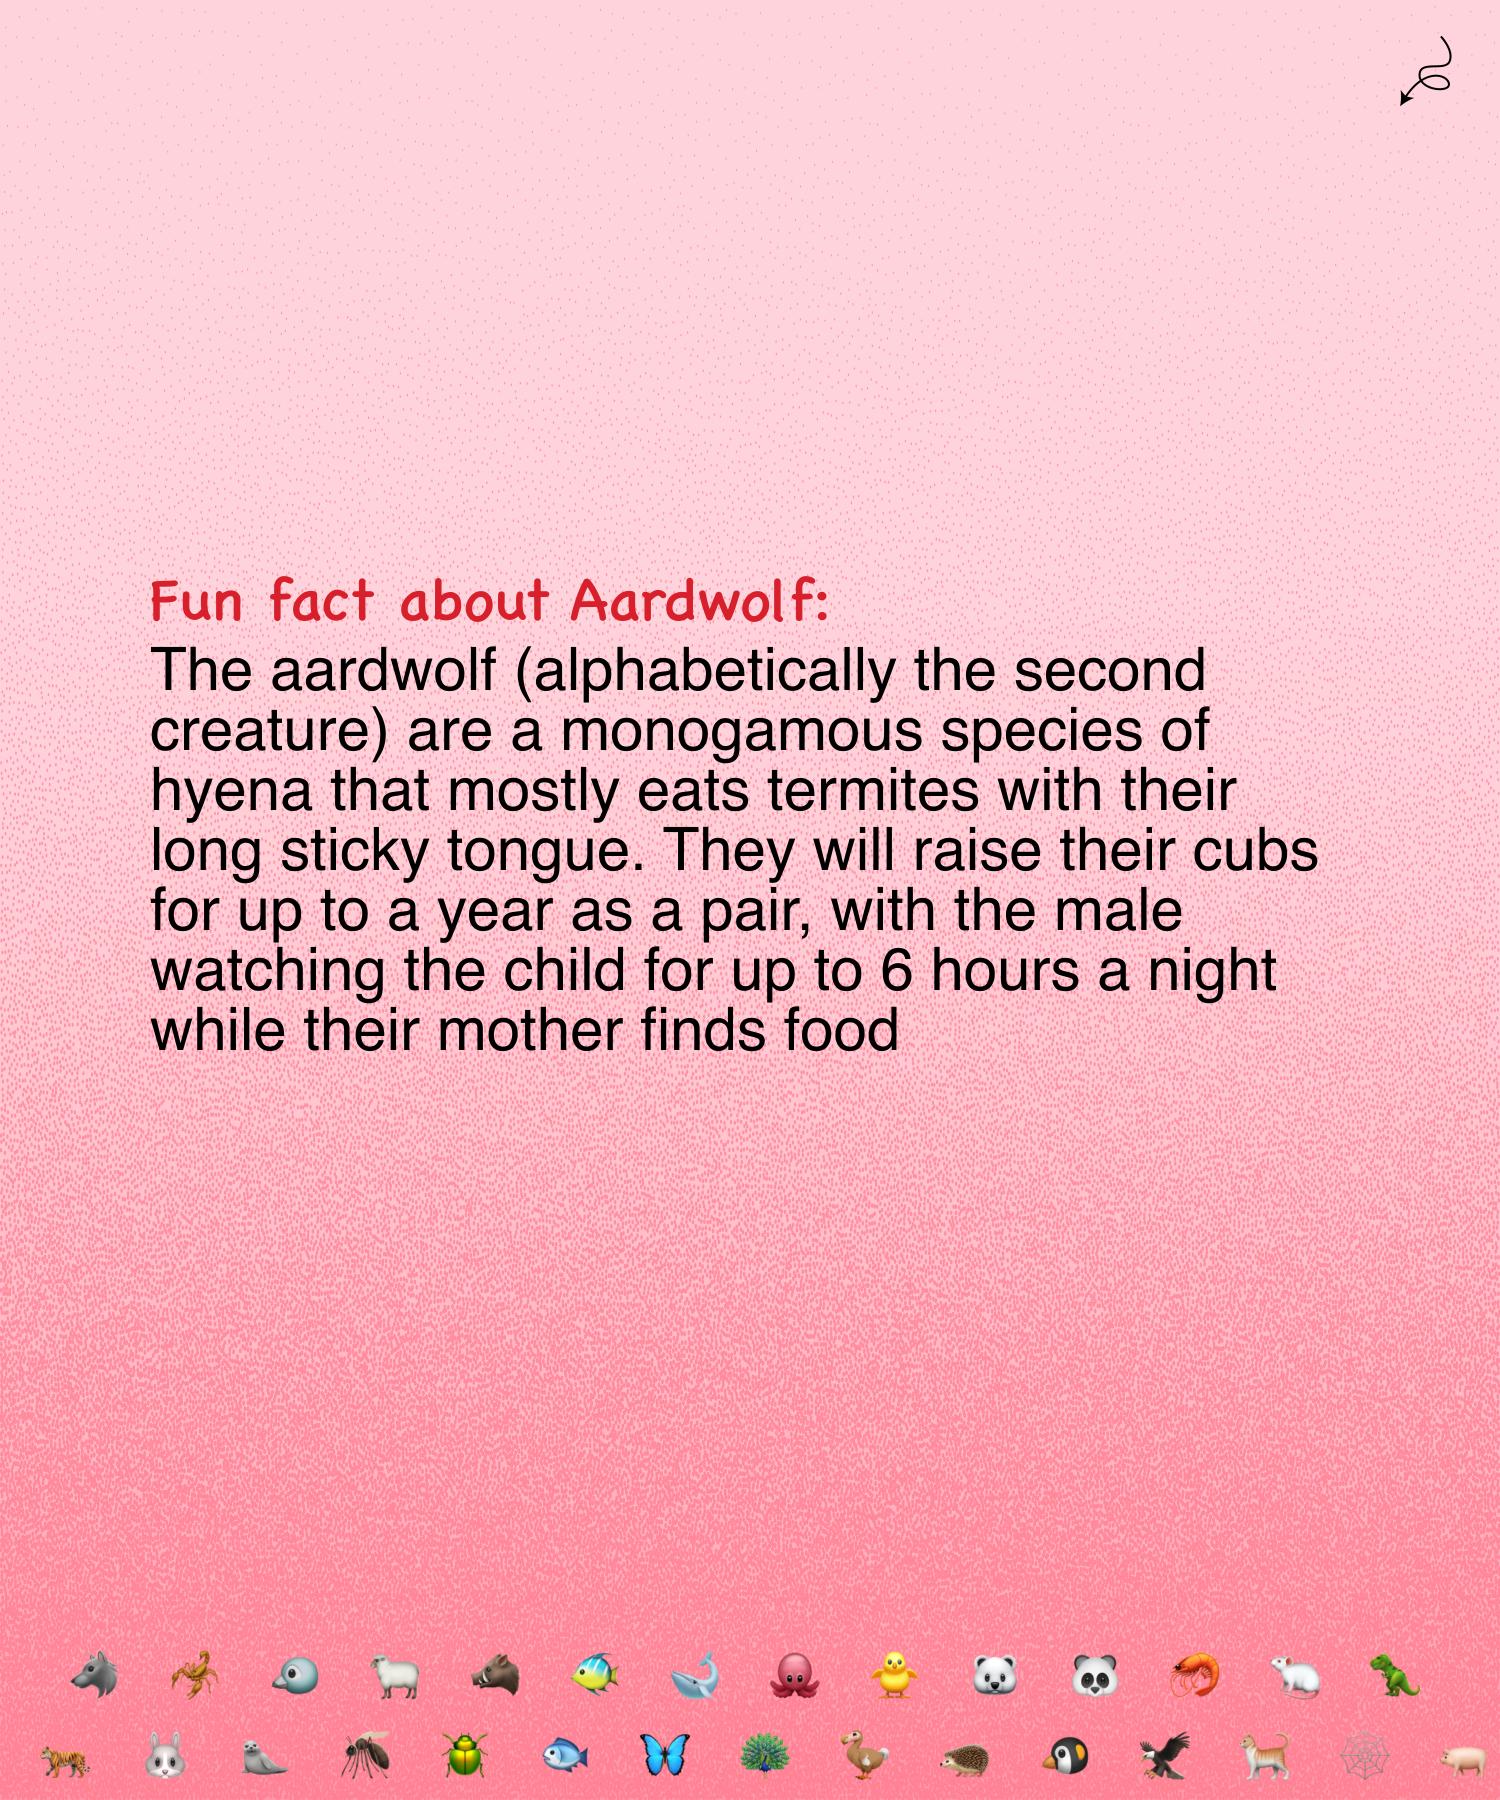 Fun fact about Aardwolf:
The aardwolf (alphabetically the second
creature) are a monogamous species of
hyena that mostly eats termites with their
long sticky tongue. They will raise their cubs
for up to a year as a pair, with the male
watching the child for up to 6 hours a night
while their mother finds food